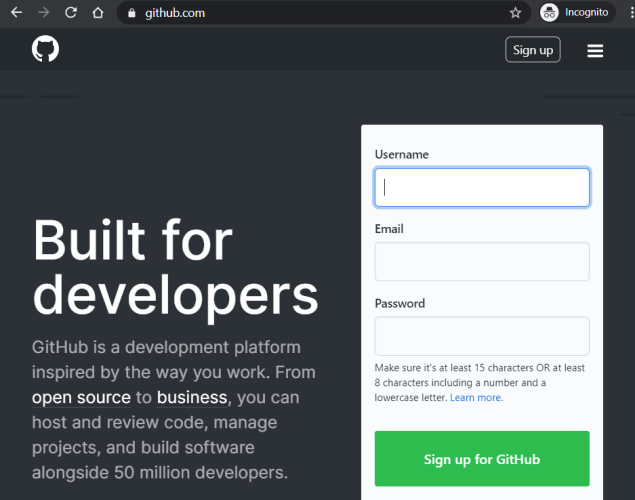 github.com
Incognito
Sign up
Built for
developers
GitHub is a development platform
inspired by the way you work. From
open source to business, you can
host and review code, manage
projects, and build software
alongside 50 million developers.
Username
Email
Password
Make sure it's at least 15 characters OR at least
8 characters including a number and a
lowercase letter. Learn more.
Sign up for GitHub